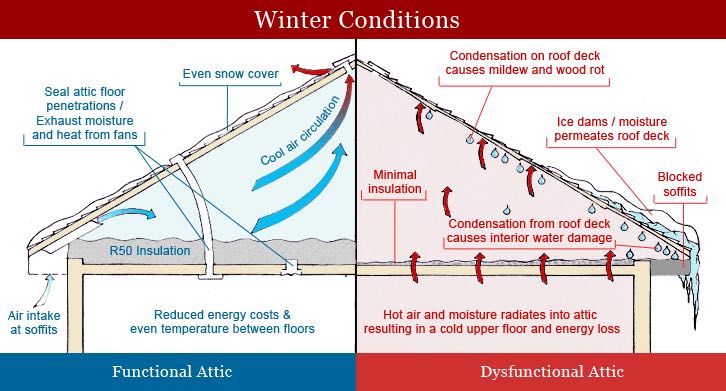 Winter Conditions
Even snow cover
Seal attic floor
penetrations /
Exhaust moisture
and heat from fans
Cool air circulation
R50 Insulation
Air intake
at soffits
Reduced energy costs &
even temperature between floors
Functional Attic
Condensation on roof deck
causes mildew and wood rot
Ice dams / moisture
permeates roof deck
Minimal
insulation
Blocked
soffits
Condensation from roof deck
causes interior water damage
Hot air and moisture radiates into attic
resulting in a cold upper floor and energy loss
Dysfunctional Attic